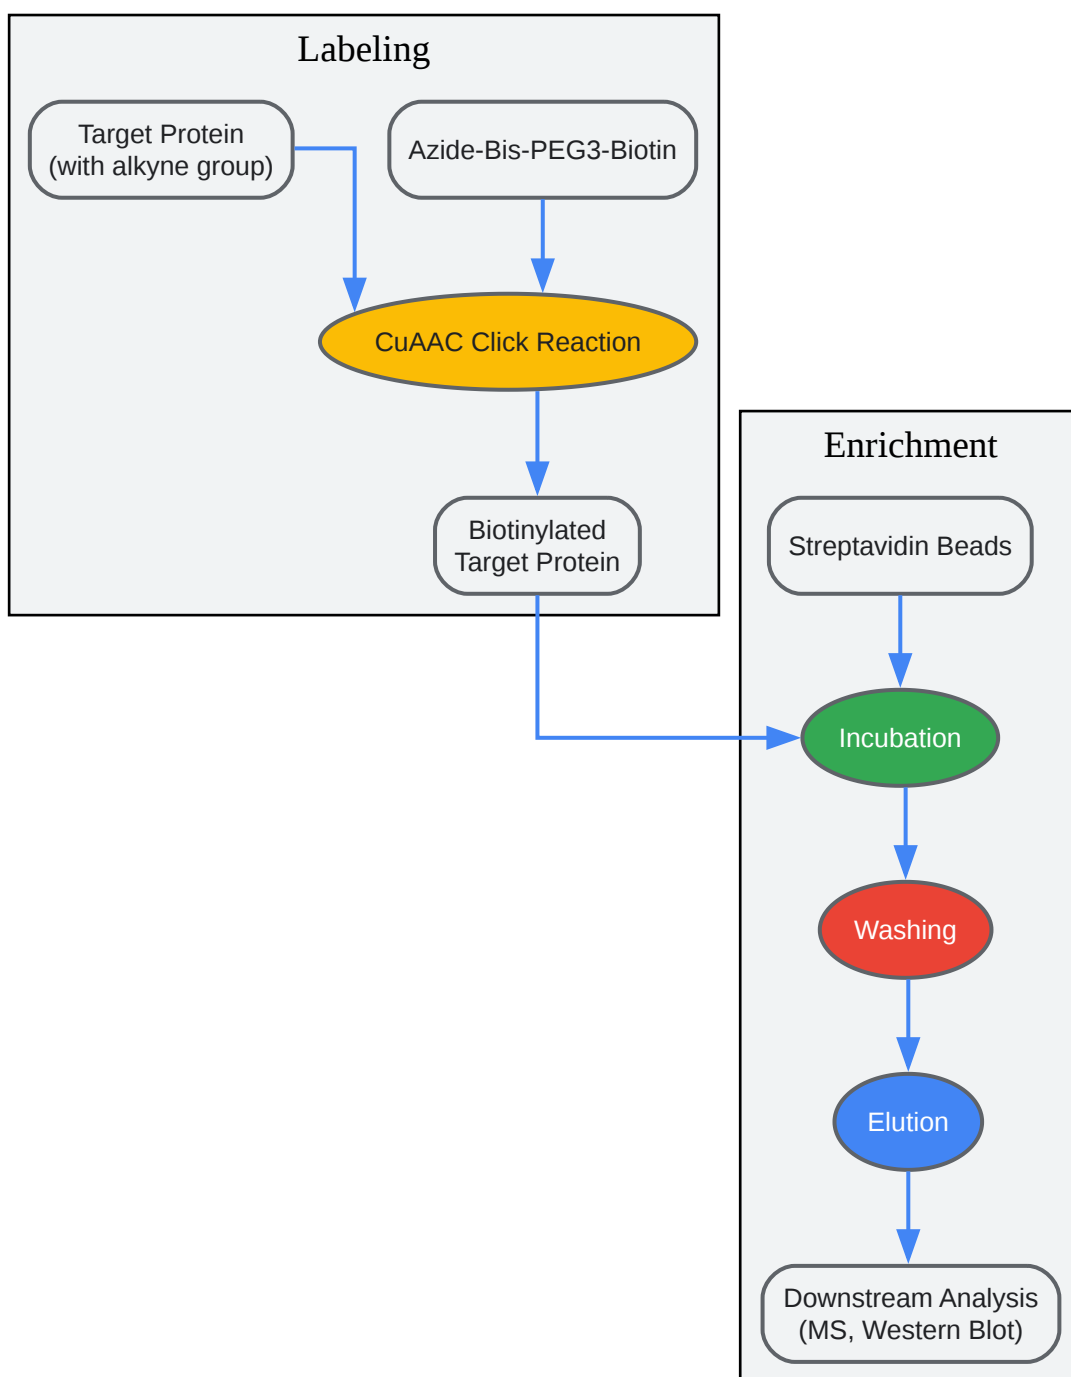 Labeling
Target Protein
(with alkyne group)
Azide-Bis-PEG3-Biotin
CuAAC Click Reaction
Biotinylated
Target Protein
Enrichment
Streptavidin Beads
Incubation
Washing
Elution
Downstream Analysis
(MS, Western Blot)